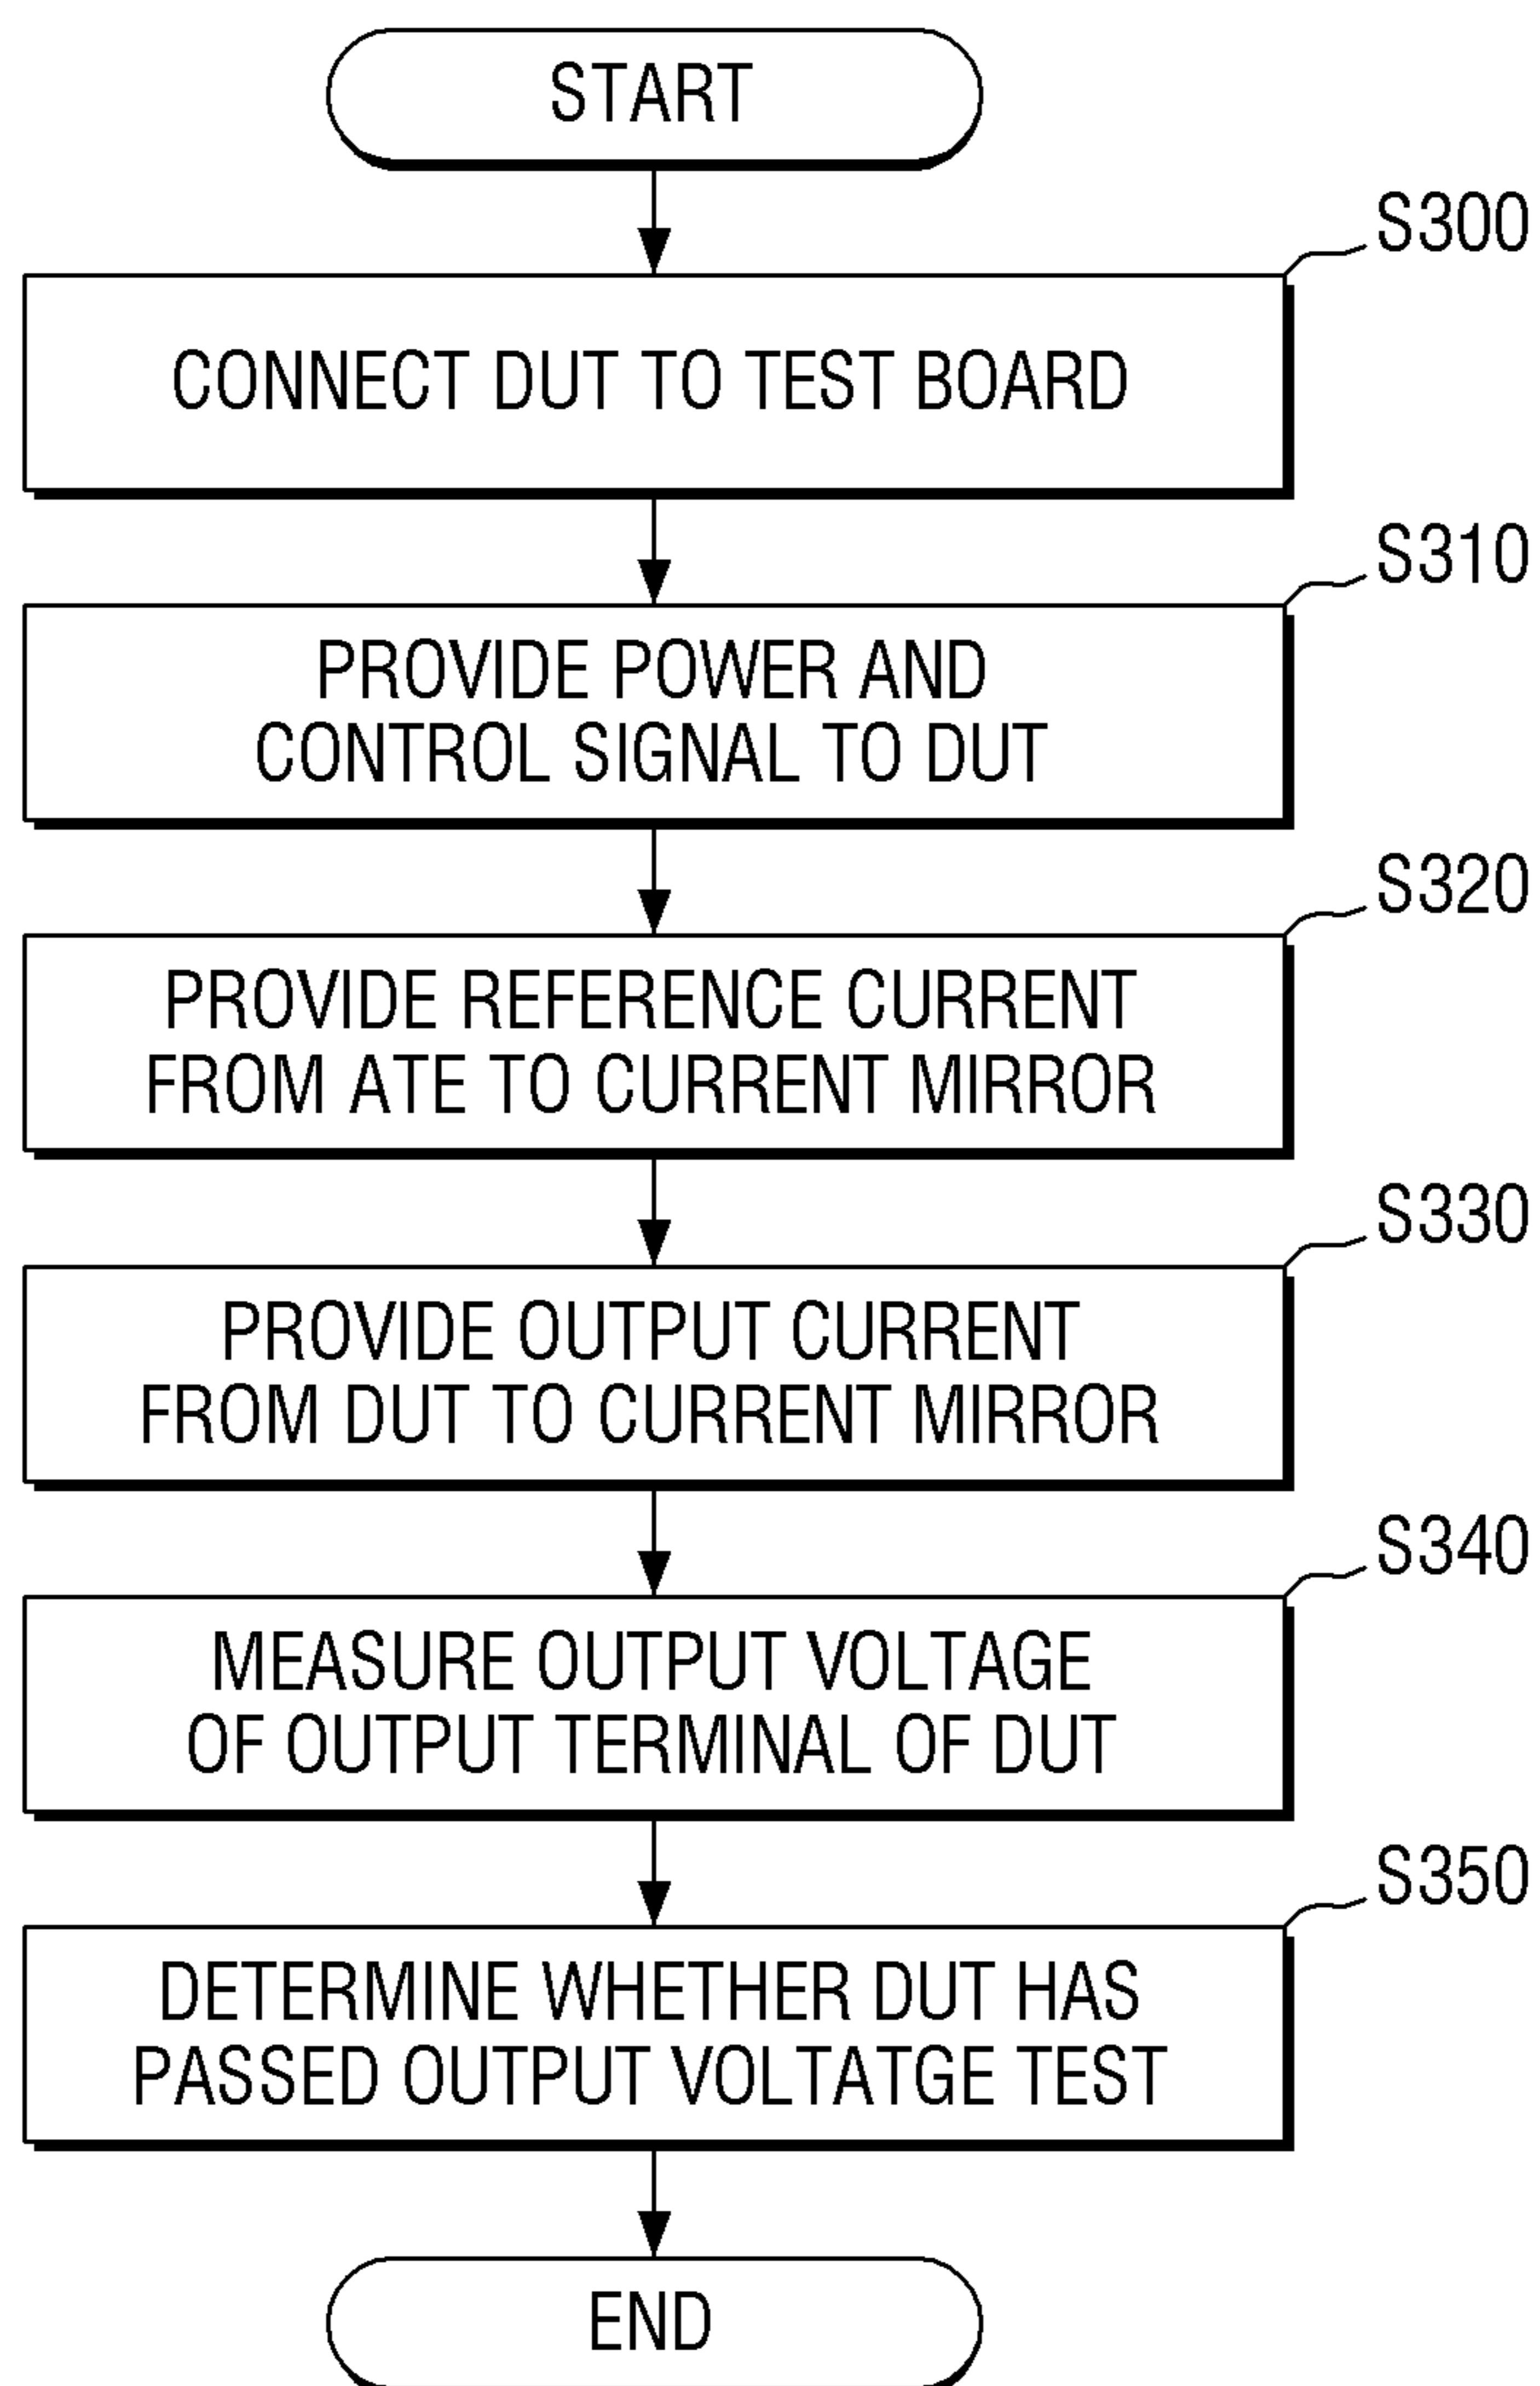 START
S300
CONNECT DUT TO TEST BOARD
S310
PROVIDE POWER AND
CONTROL SIGNAL TO DUT
S320
PROVIDE REFERENCE CURRENT
FROM ATE TO CURRENT MIRROR
S330
PROVIDE OUTPUT CURRENT
FROM DUT TO CURRENT MIRROR
S340
MEASURE OUTPUT VOLTAGE
OF OUTPUT TERMINAL OF DUT
S350
DETERMINE WHETHER DUT HAS
PASSED OUTPUT VOLTATGE TEST
END